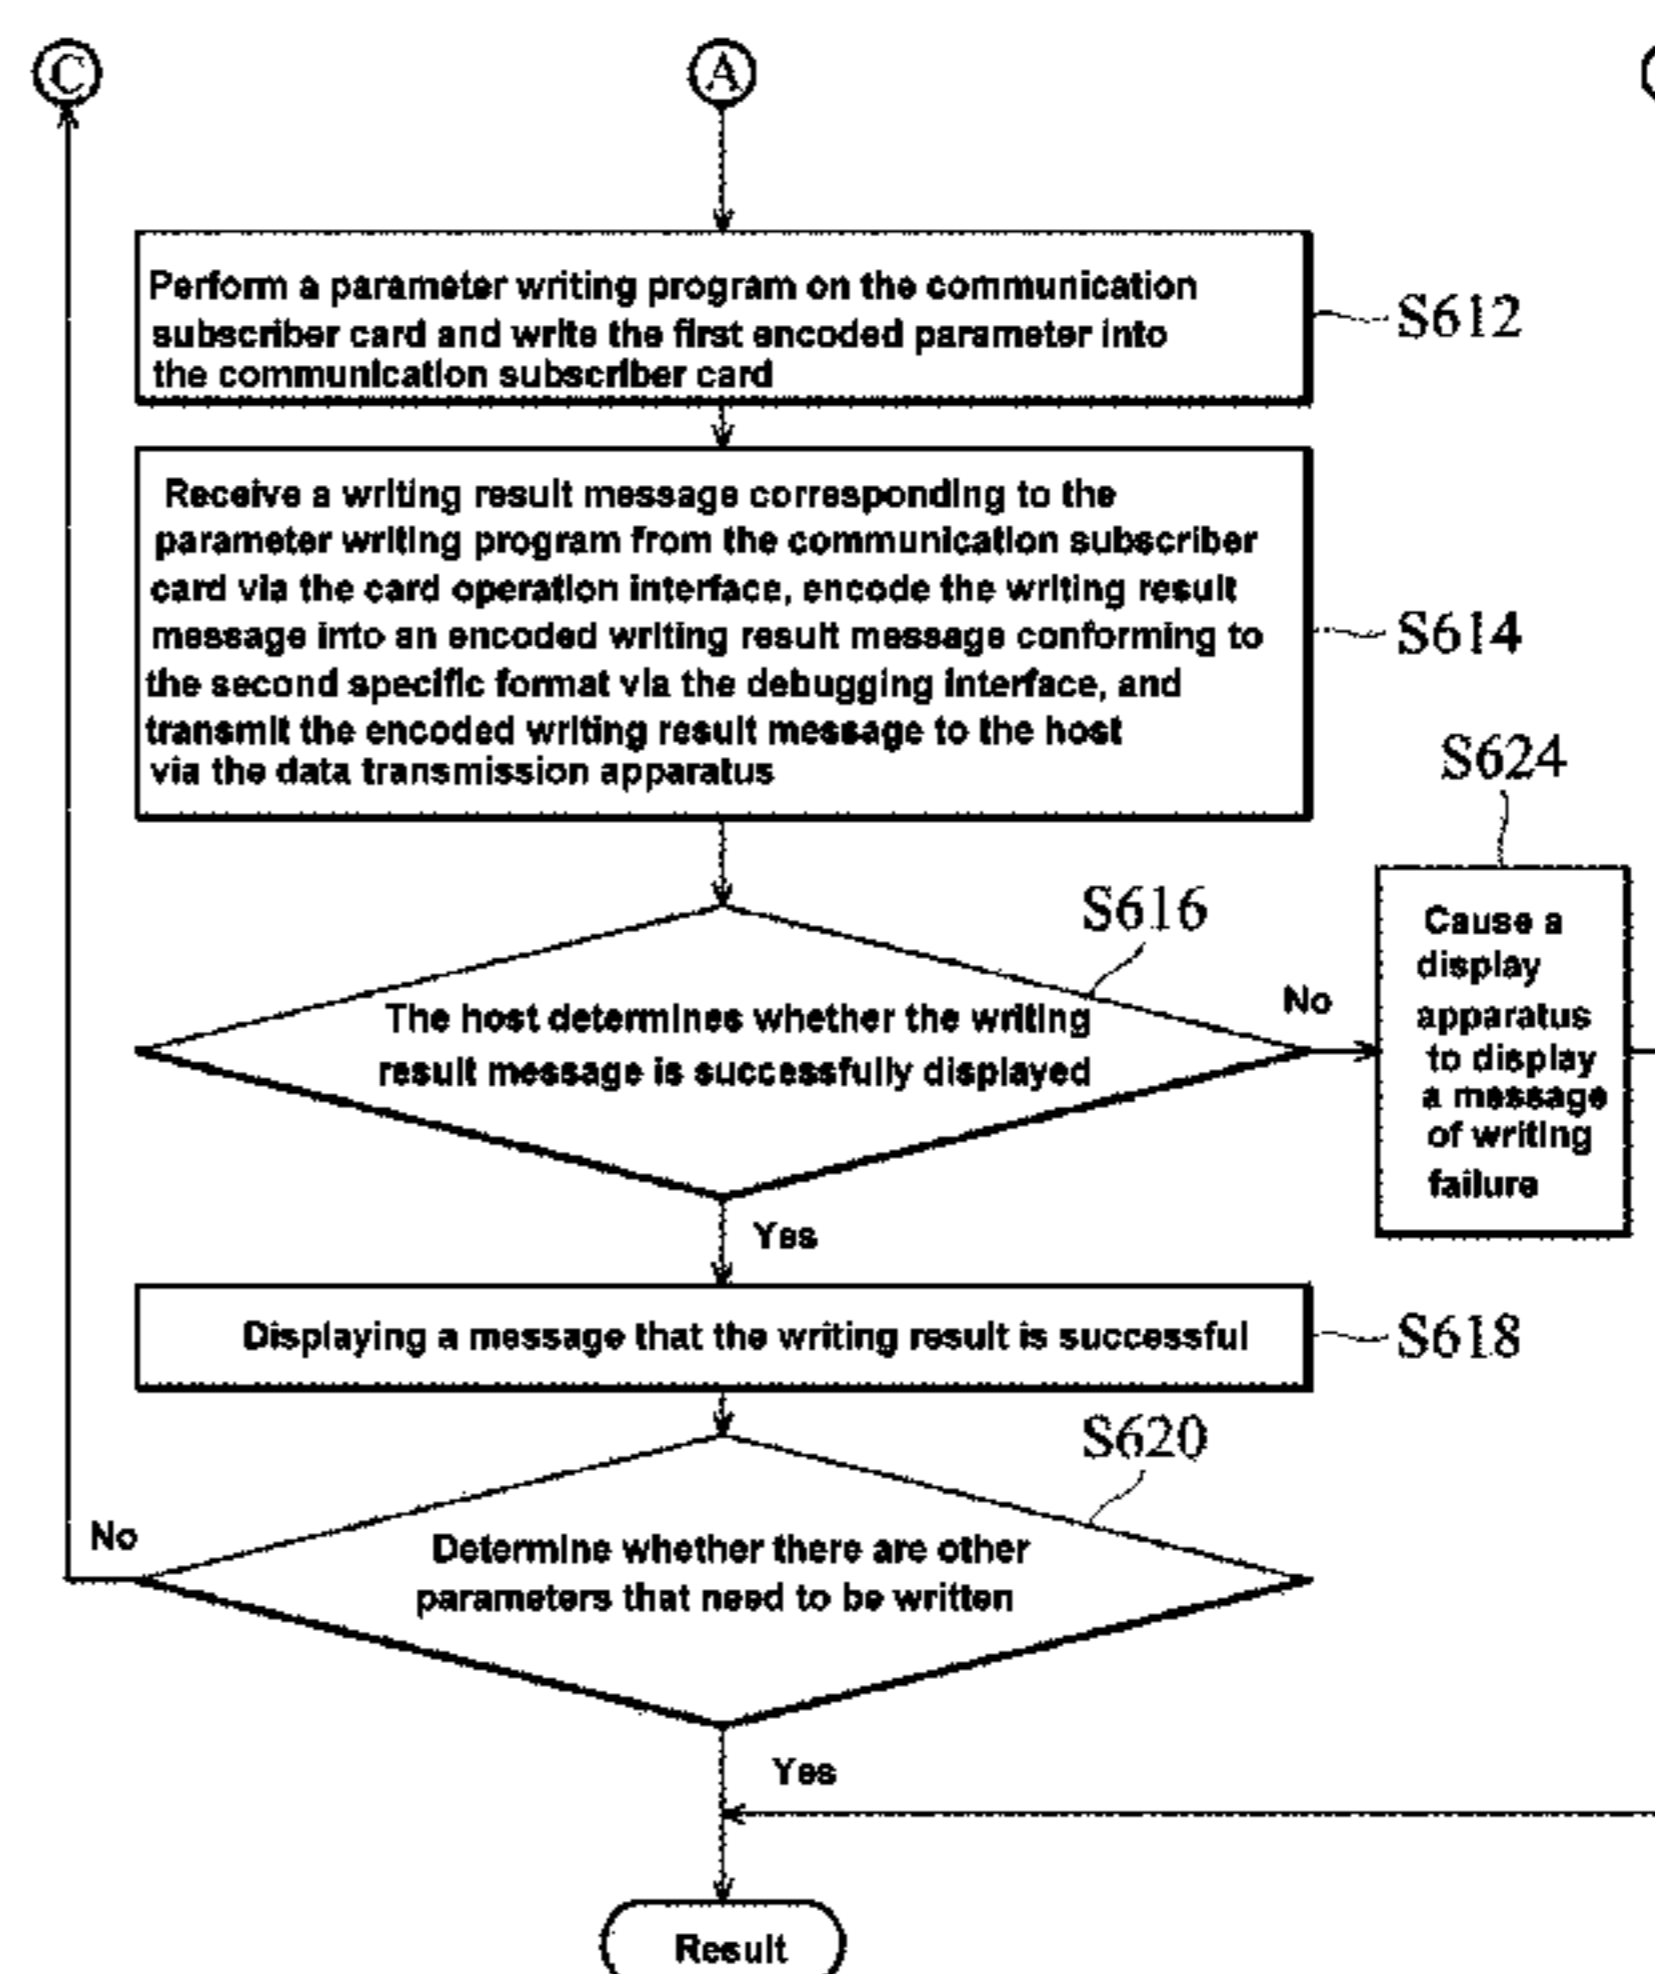 C
A
Perform a parameter writing program on the communication
subscriber card and write the first encoded parameter into
the communication subscriber card
S612
Receive a writing result message corresponding to the
parameter writing program from the communication subscriber
card via the card operation interface, encode the writing result
message into an encoded writing result message conforming to
the second specific format via the debugging interface, and
transmit the encoded writing result message to the host
via the data transmission apparatus
S614
S624
Cause a
display
apparatus
to display
a message
of writing
failure
S616
The host determines whether the writing
result message is successfully displayed
No
Yes
Displaying a message that the writing result is successful
S618
S620
Determine whether there are other
parameters that need to be written
No
Yes
Result